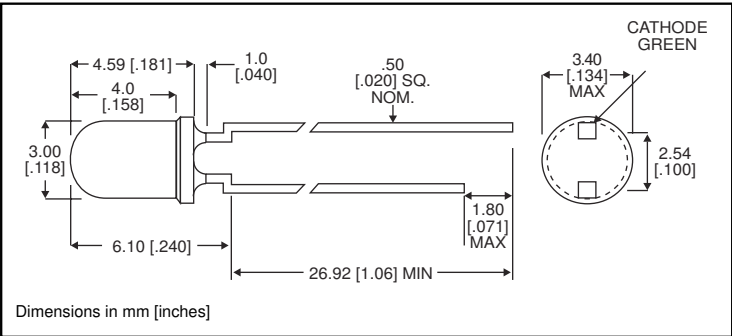 CATHODE
GREEN
4.59 [.181]
1.0
[.040]
.50
[.020] SQ.
NOM.
3.40
[.134]
MAX
4.0
[.158]
3.00
[.118]
2.54
[.100]
1.80
[.071]
MAX
6.10 [.240]
26.92 [1.06] MIN
Dimensions in mm [inches]